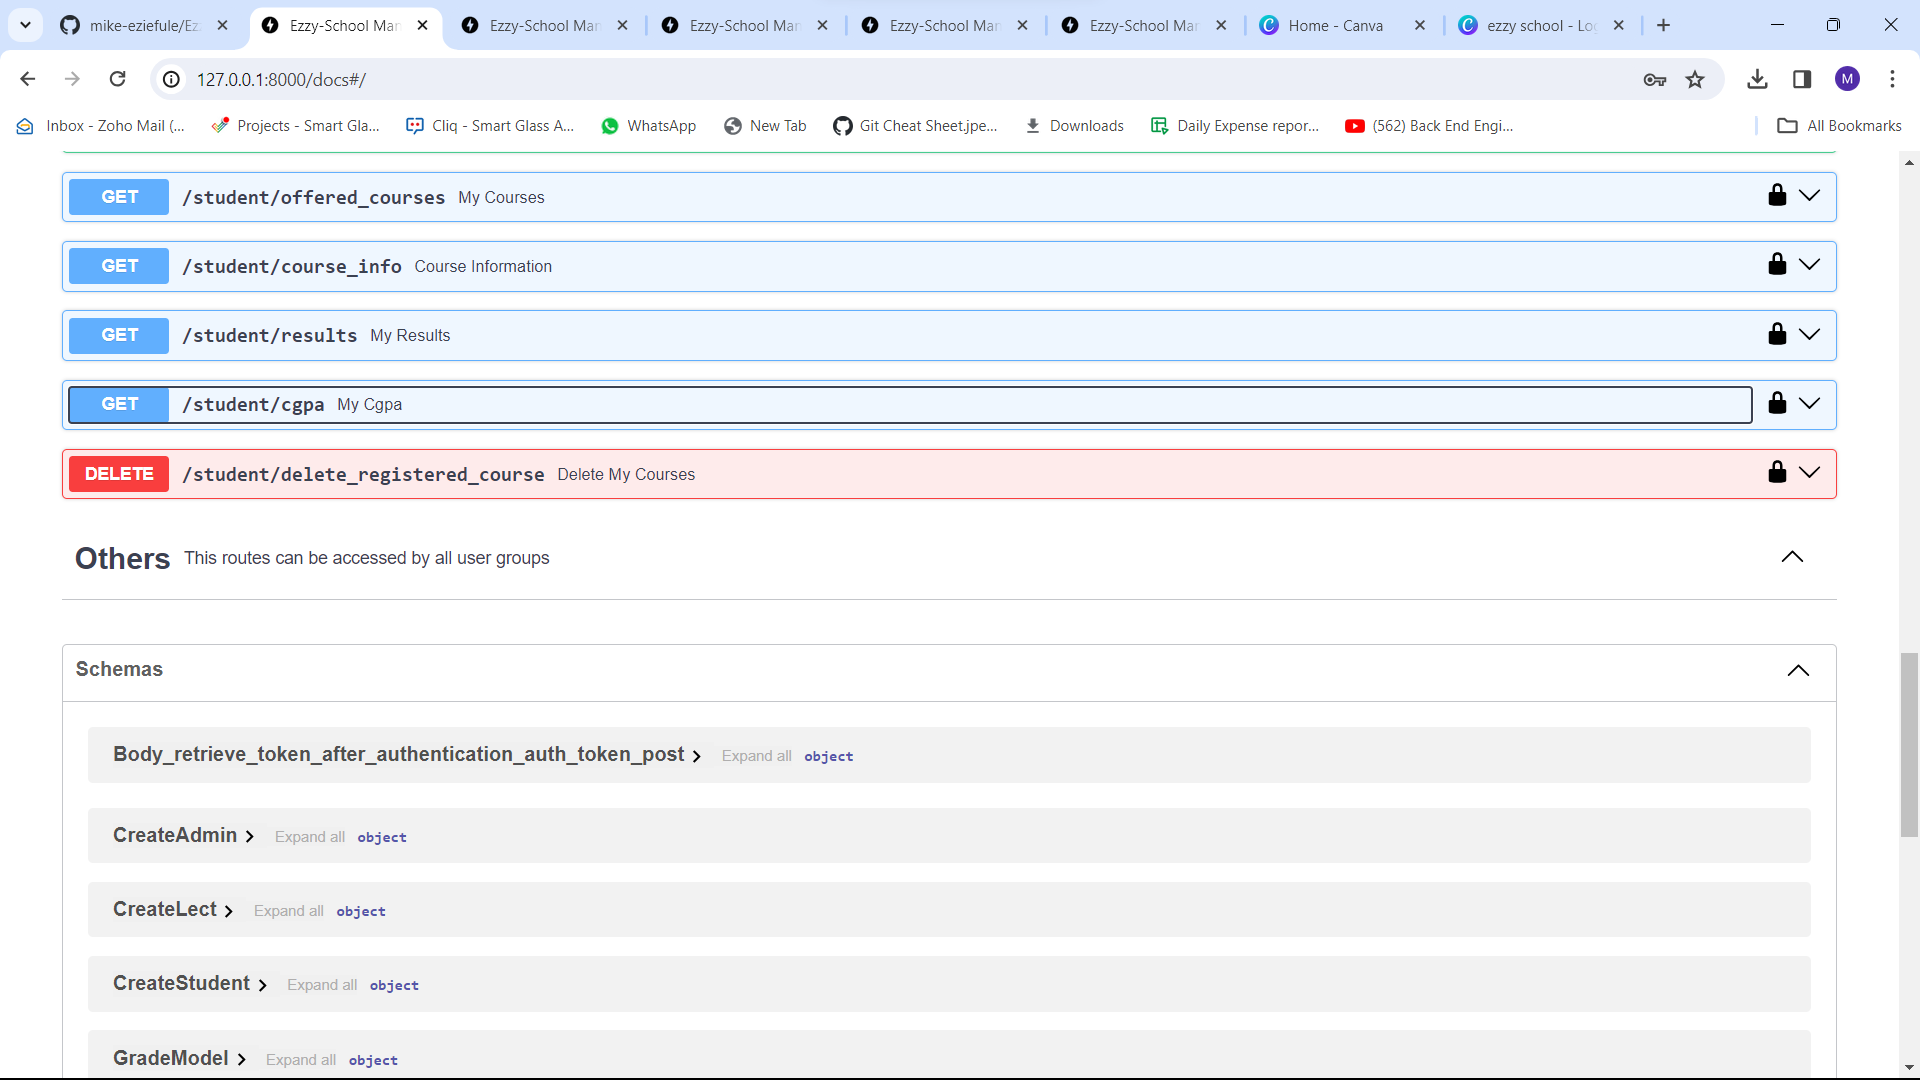 mike-eziefule/Ez
Ezzy-School Man
Ezzy-School Man
Ezzy-School Man
Ezzy-School Man
Ezzy-School Man
Home - Canva
ezzy school - Lo
127.0.0.1:8000/docs#/
M
Inbox - Zoho Mail (...
Projects - Smart Gla...
Cliq - Smart Glass A...
WhatsApp
New Tab
Git Cheat Sheet.jpe...
Downloads
Daily Expense repor...
(562) Back End Engi...
All Bookmarks
GET /student/offered_courses My Courses
GET /student/course_info Course Information
GET /student/results My Results
GET /student/cgpa My Cgpa
DELETE /student/delete_registered_course Delete My Courses
Others This routes can be accessed by all user groups
Schemas
Body_retrieve_token_after_authentication_auth_token_post Expand all object
CreateAdmin Expand all object
CreateLect Expand all object
CreateStudent Expand all object
GradeModel Expand all object